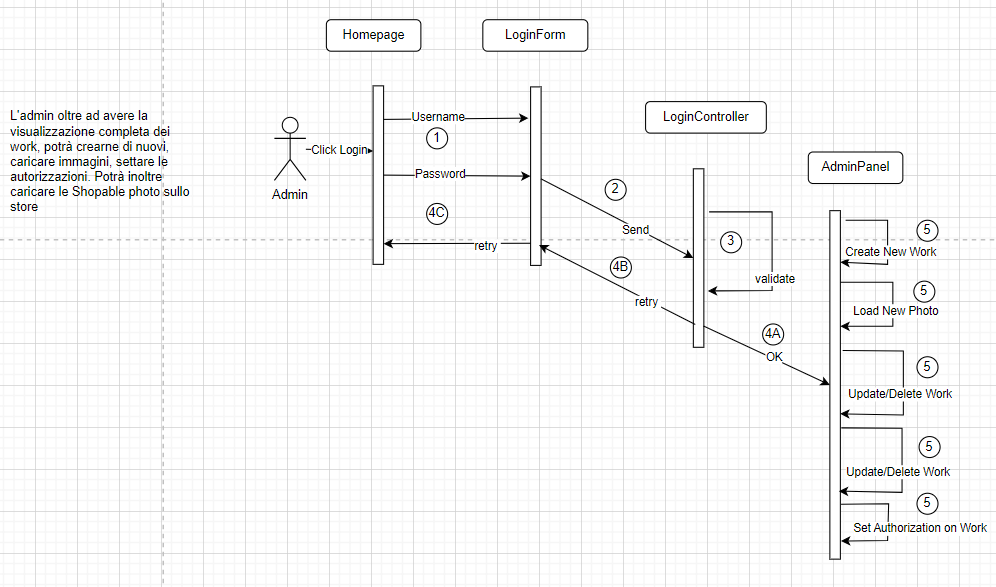 Homepage
LoginForm
LoginController
AdminPanel
L'admin oltre ad avere la
visualizzazione completa dei
work, potrà crearne di nuovi,
caricare immagini, settare le
autorizzazioni. Potrà inoltre
caricare le Shopable photo sullo
store
Admin
Click Login
Username
1
Password
4C
retry
2
Send
3
validate
4B
retry
4A
OK
5
Create New Work
5
Load New Photo
5
Update/Delete Work
5
Update/Delete Work
5
Set Authorization on Work